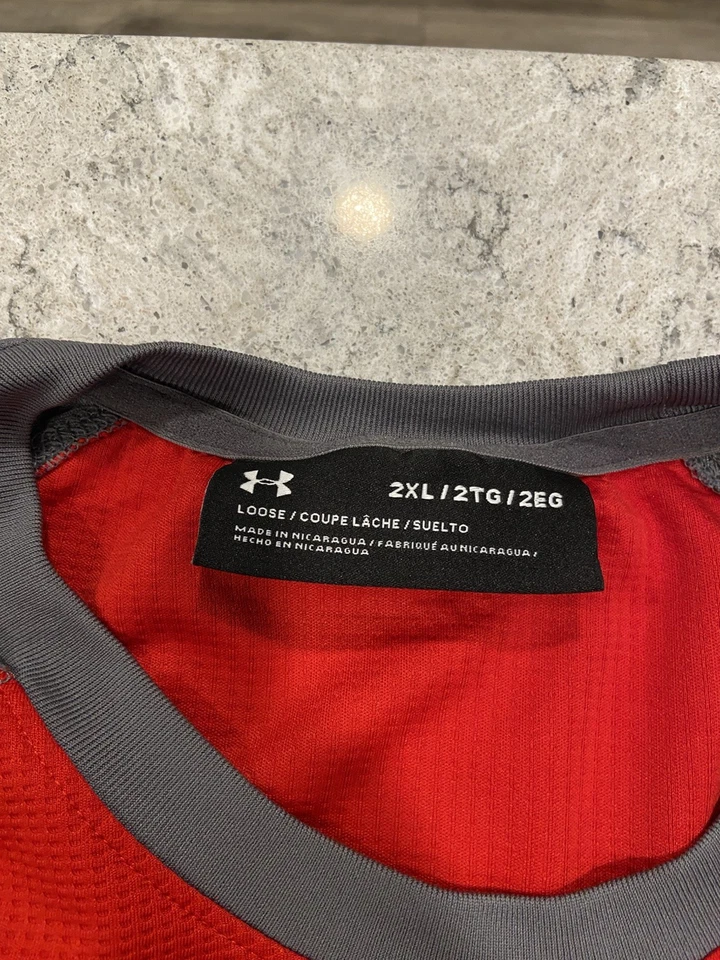 2XL / 2TG / 2EG
LOOSE / COUPE LÂCHE / SUELTO
MADE IN NICARAGUA / FABRIQUÉ AU NICARAGUA /
HECHO EN NICARAGUA